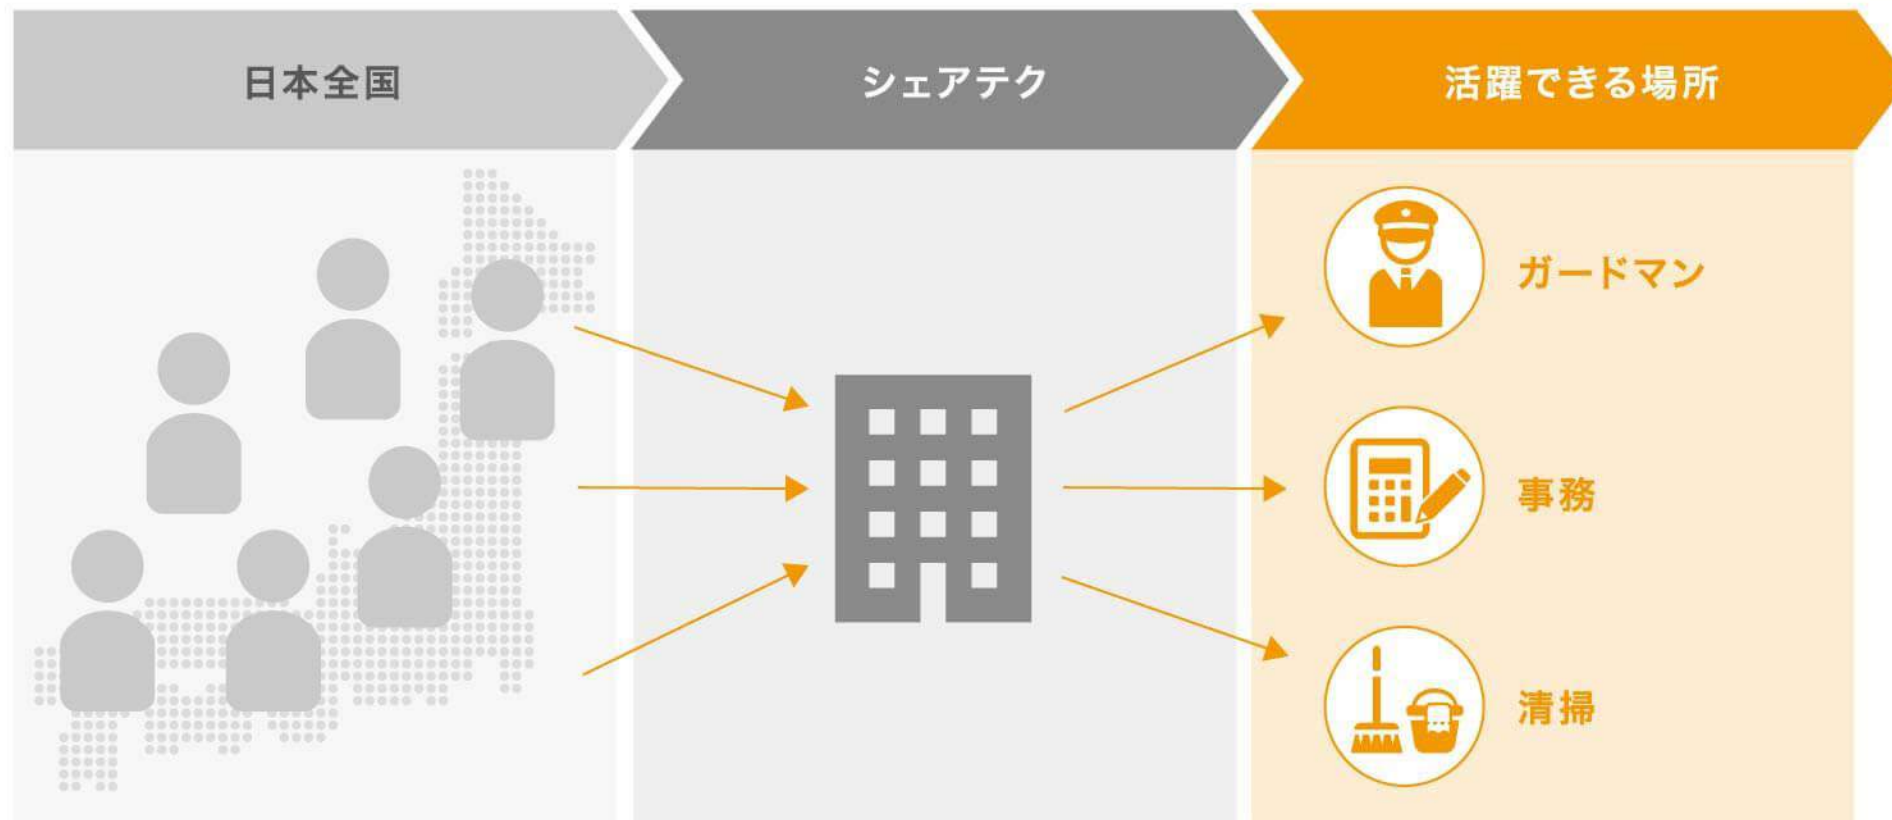 日本全国
シェアテク
活躍できる場所
ガードマン
事務
清掃